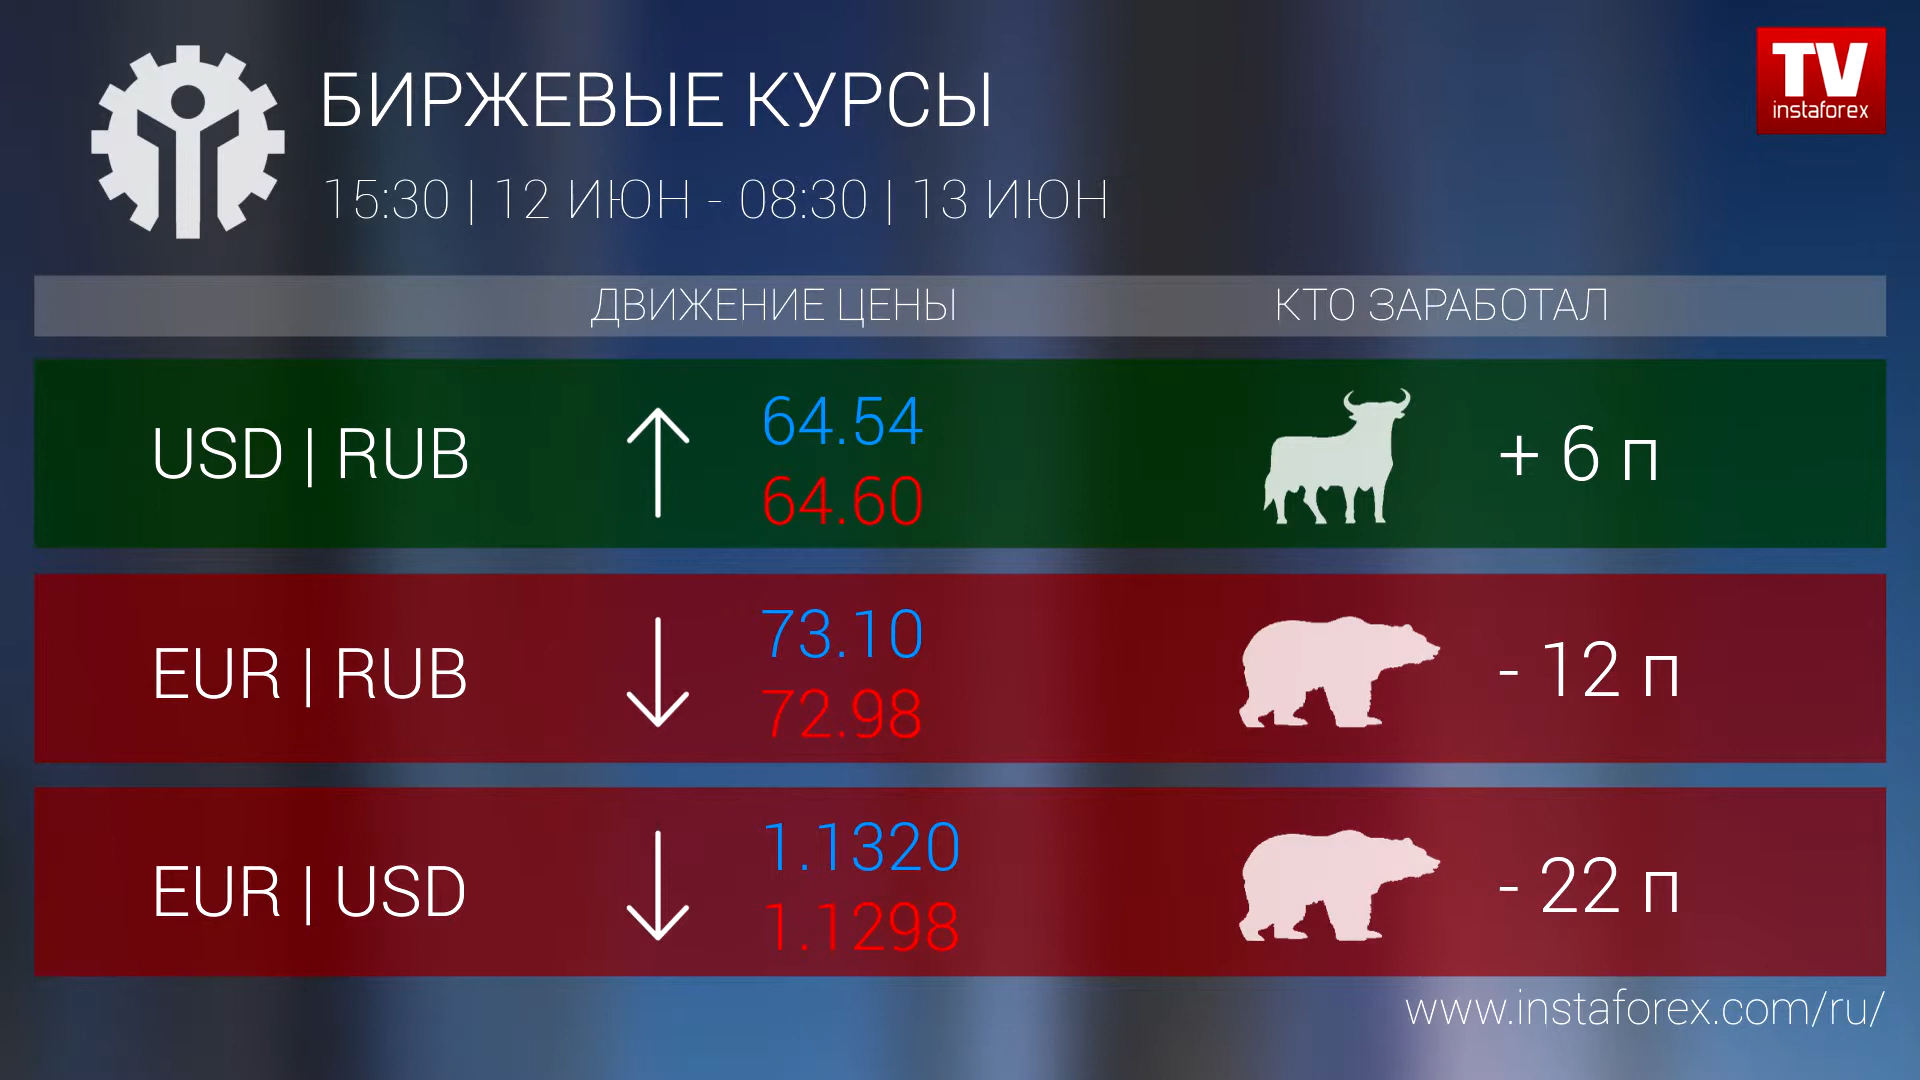 БИРЖЕВЫЕ КУРСЫ
TV
instaforex
15:30 | 12 ИЮН - 08:30 | 13 ИЮН
ДВИЖЕНИЕ ЦЕНЫ КТО ЗАРАБОТАЛ
USD | RUB
64.54
64.60
+ 6 п
EUR | RUB
73.10
72.98
- 12 п
EUR | USD
1.1320
1.1298
- 22 п
www.instaforex.com/ru/